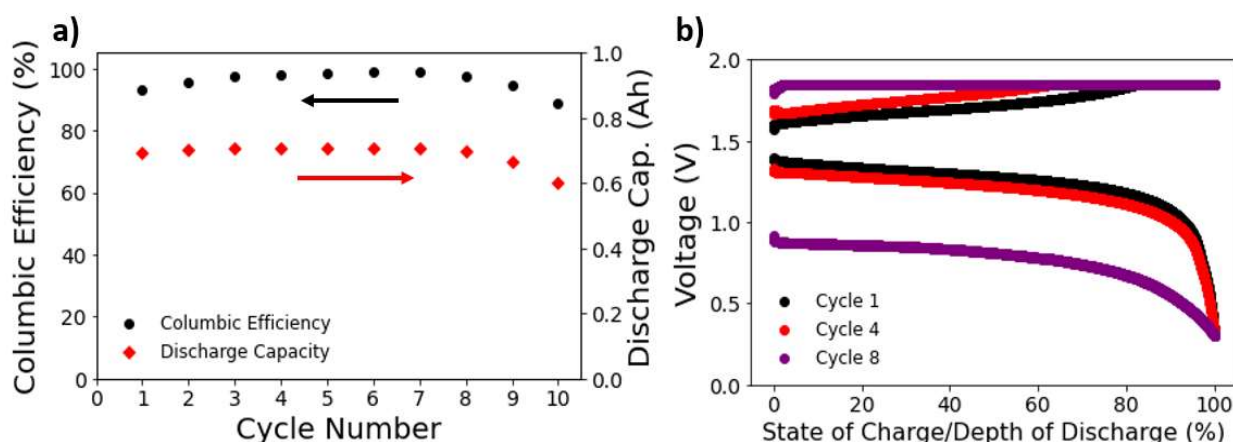 a)
Columbic Efficiency (%)
100
80
60
40
20
0
1.0
0.8
0.6
0.4
0.2
0.0
Discharge Cap. (Ah)
Columbic Efficiency
Discharge Capacity
0 1 2 3 4 5 6 7 8 9 10
Cycle Number
b)
Voltage (V)
2.0
1.5
1.0
0.5
0.0
Cycle 1
Cycle 4
Cycle 8
0 20 40 60 80 100
State of Charge/Depth of Discharge (%)